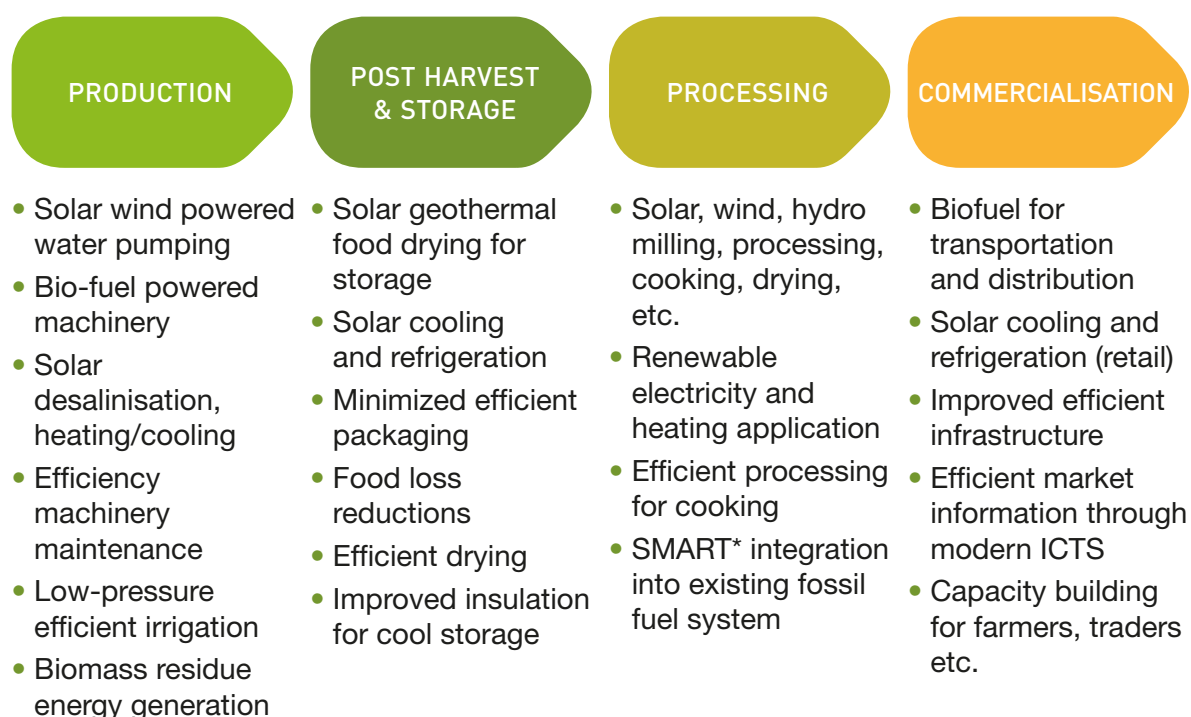 PRODUCTION
• Solar wind powered
water pumping
• Bio-fuel powered
machinery
• Solar
desalinisation,
heating/cooling
• Efficiency
machinery
maintenance
• Low-pressure
efficient irrigation
• Biomass residue
energy generation
POST HARVEST
& STORAGE
• Solar geothermal
food drying for
storage
• Solar cooling
and refrigeration
• Minimized efficient
packaging
• Food loss
reductions
• Efficient drying
• Improved insulation
for cool storage
PROCESSING
• Solar, wind, hydro
milling, processing,
cooking, drying,
etc.
• Renewable
electricity and
heating application
• Efficient processing
for cooking
• SMART* integration
into existing fossil
fuel system
COMMERCIALISATION
• Biofuel for
transportation
and distribution
• Solar cooling and
refrigeration (retail)
• Improved efficient
infrastructure
• Efficient market
information through
modern ICTS
• Capacity building
for farmers, traders
etc.